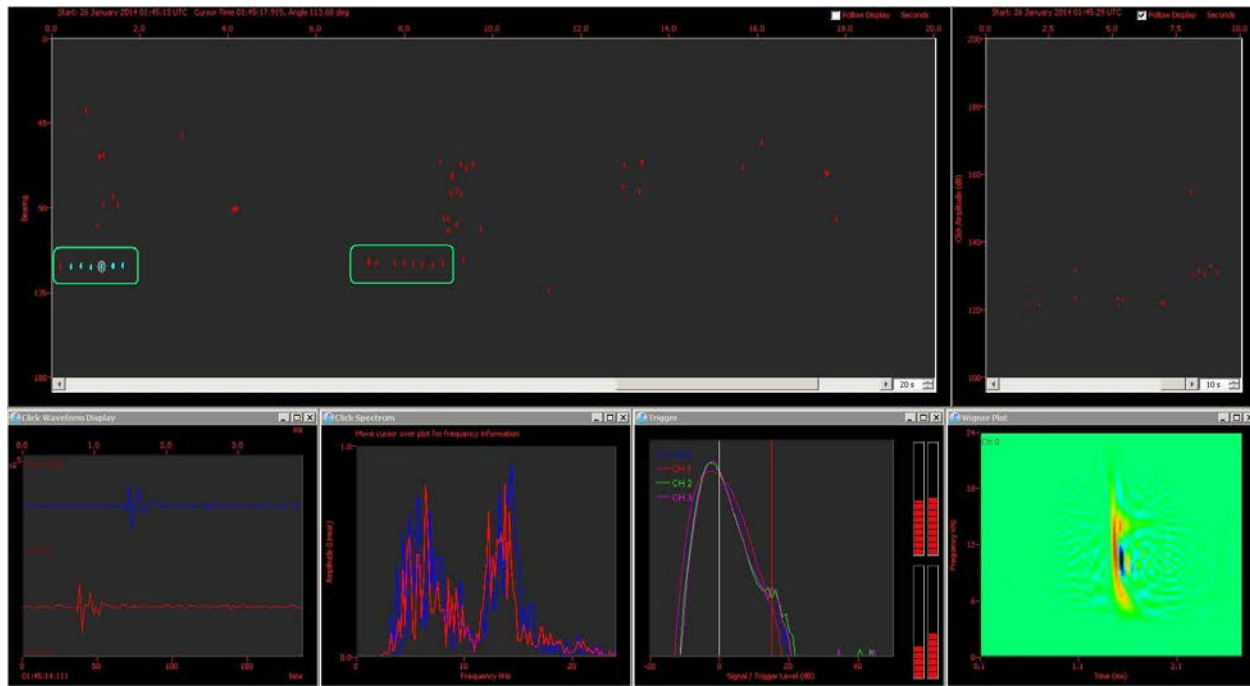 Start: 26 January 2014 01:45:13 UTC Cursor Time 01:45:17.915, Angle 113.68 deg
Follow Display Seconds
0.0 2.0 4.0 6.0 8.0 10.0 12.0 14.0 16.0 18.0 20.0
0
45
90
135
180
Bearing
20 s
Start: 26 January 2014 01:45:29 UTC
Follow Display Seconds
0.0 2.5 5.0 7.5 10.0
200
180
160
140
120
100
Click Amplitude (dB)
10 s
Click Waveform Display
ms
0.0 1.0 2.0 3.0
0 50 100 150
01:45:14.111
Click Spectrum
Move cursor over plot for frequency information
1.0
0.0
Amplitude (Linear)
0 10 20
Frequency kHz
Trigger
CH 1
CH 2
CH 3
-20 0 20 40
Signal / Trigger Level (dB)
Wigner Plot
Ch 0
24
18
12
6
0
Frequency kHz
0.1 1.1 2.1
Time (ms)